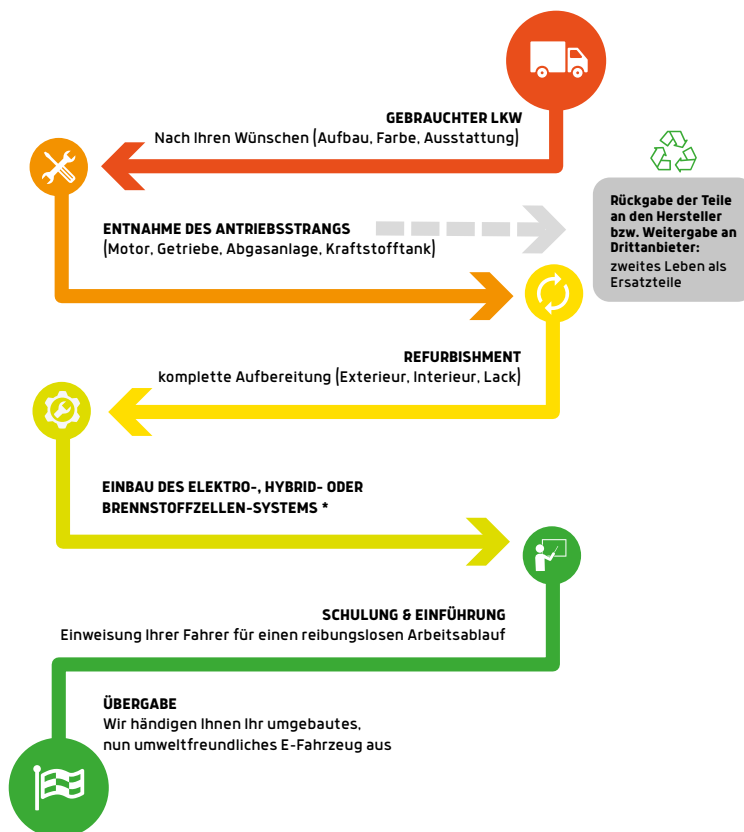 GEBRAUCHTER LKW
Nach Ihren Wünschen (Aufbau, Farbe, Ausstattung)
ENTNAHME DES ANTRIEBSSTRANGS
(Motor, Getriebe, Abgasanlage, Kraftstofftank)
Rückgabe der Teile
an den Hersteller
bzw. Weitergabe an
Drittanbieter:
zweites Leben als
Ersatzteile
REFURBISHMENT
komplette Aufbereitung (Exterieur, Interieur, Lack)
EINBAU DES ELEKTRO-, HYBRID- ODER
BRENNSTOFFZELLEN-SYSTEMS *
SCHULUNG & EINFÜHRUNG
Einweisung Ihrer Fahrer für einen reibungslosen Arbeitsablauf
ÜBERGABE
Wir händigen Ihnen Ihr umgebautes,
nun umweltfreundliches E-Fahrzeug aus